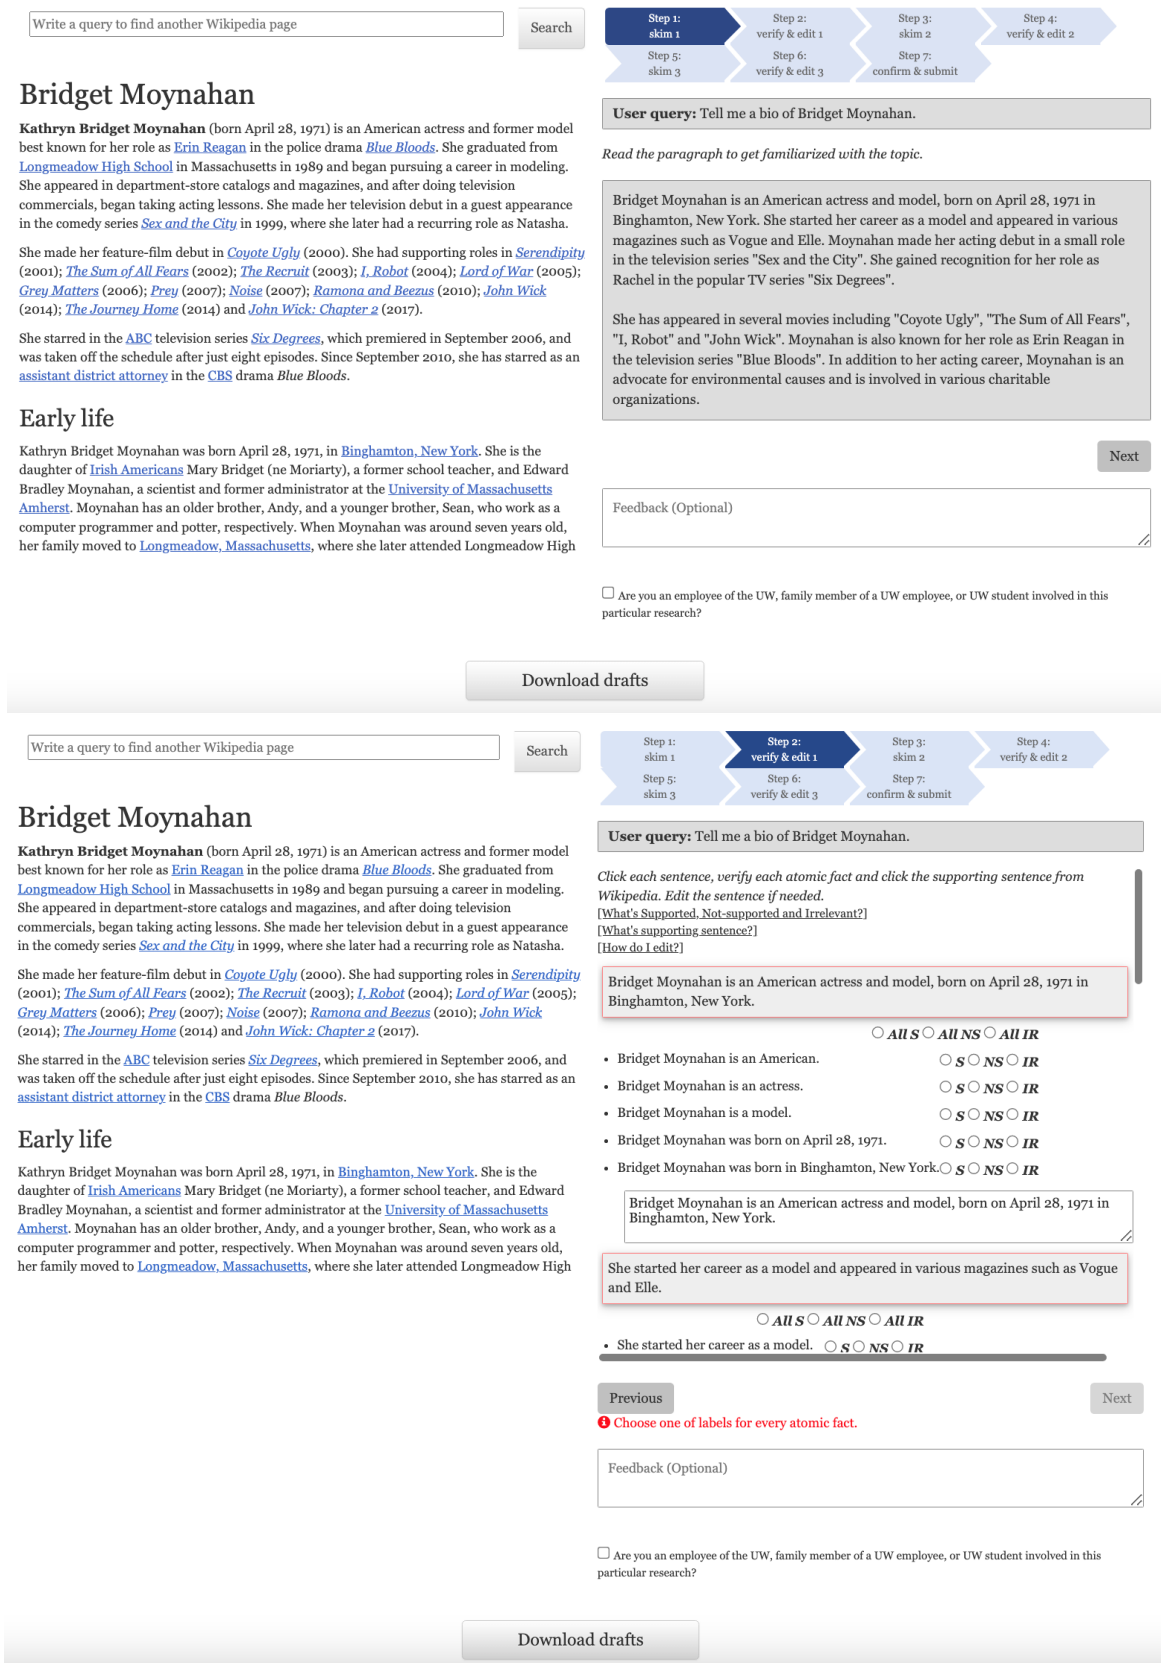 Write a query to find another Wikipedia page
Search
Bridget Moynahan
Kathryn Bridget Moynahan (born April 28, 1971) is an American actress and former model
best known for her role as Erin Reagan in the police drama Blue Bloods. She graduated from
Longmeadow High School in Massachusetts in 1989 and began pursuing a career in modeling.
She appeared in department-store catalogs and magazines, and after doing television
commercials, began taking acting lessons. She made her television debut in a guest appearance
in the comedy series Sex and the City in 1999, where she later had a recurring role as Natasha.
She made her feature-film debut in Coyote Ugly (2000). She had supporting roles in Serendipity
(2001); The Sum of All Fears (2002); The Recruit (2003); I, Robot (2004); Lord of War (2005);
Grey Matters (2006); Prey (2007); Noise (2007); Ramona and Beezus (2010); John Wick
(2014); The Journey Home (2014) and John Wick: Chapter 2 (2017).
She starred in the ABC television series Six Degrees, which premiered in September 2006, and
was taken off the schedule after just eight episodes. Since September 2010, she has starred as an
assistant district attorney in the CBS drama Blue Bloods.
Early life
Kathryn Bridget Moynahan was born April 28, 1971, in Binghamton, New York. She is the
daughter of Irish Americans Mary Bridget (ne Moriarty), a former school teacher, and Edward
Bradley Moynahan, a scientist and former administrator at the University of Massachusetts
Amherst. Moynahan has an older brother, Andy, and a younger brother, Sean, who work as a
computer programmer and potter, respectively. When Moynahan was around seven years old,
her family moved to Longmeadow, Massachusetts, where she later attended Longmeadow High
Step 1:
skim 1
Step 2:
verify & edit 1
Step 3:
skim 2
Step 4:
verify & edit 2
Step 5:
skim 3
Step 6:
verify & edit 3
Step 7:
confirm & submit
User query: Tell me a bio of Bridget Moynahan.
Read the paragraph to get familiarized with the topic.
Bridget Moynahan is an American actress and model, born on April 28, 1971 in
Binghamton, New York. She started her career as a model and appeared in various
magazines such as Vogue and Elle. Moynahan made her acting debut in a small role
in the television series "Sex and the City". She gained recognition for her role as
Rachel in the popular TV series "Six Degrees".
She has appeared in several movies including "Coyote Ugly", "The Sum of All Fears",
"I, Robot" and "John Wick". Moynahan is also known for her role as Erin Reagan in
the television series "Blue Bloods". In addition to her acting career, Moynahan is an
advocate for environmental causes and is involved in various charitable
organizations.
Next
Feedback (Optional)
Are you an employee of the UW, family member of a UW employee, or UW student involved in this
particular research?
Download drafts
Write a query to find another Wikipedia page
Search
Bridget Moynahan
Kathryn Bridget Moynahan (born April 28, 1971) is an American actress and former model
best known for her role as Erin Reagan in the police drama Blue Bloods. She graduated from
Longmeadow High School in Massachusetts in 1989 and began pursuing a career in modeling.
She appeared in department-store catalogs and magazines, and after doing television
commercials, began taking acting lessons. She made her television debut in a guest appearance
in the comedy series Sex and the City in 1999, where she later had a recurring role as Natasha.
She made her feature-film debut in Coyote Ugly (2000). She had supporting roles in Serendipity
(2001); The Sum of All Fears (2002); The Recruit (2003); I, Robot (2004); Lord of War (2005);
Grey Matters (2006); Prey (2007); Noise (2007); Ramona and Beezus (2010); John Wick
(2014); The Journey Home (2014) and John Wick: Chapter 2 (2017).
She starred in the ABC television series Six Degrees, which premiered in September 2006, and
was taken off the schedule after just eight episodes. Since September 2010, she has starred as an
assistant district attorney in the CBS drama Blue Bloods.
Early life
Kathryn Bridget Moynahan was born April 28, 1971, in Binghamton, New York. She is the
daughter of Irish Americans Mary Bridget (ne Moriarty), a former school teacher, and Edward
Bradley Moynahan, a scientist and former administrator at the University of Massachusetts
Amherst. Moynahan has an older brother, Andy, and a younger brother, Sean, who work as a
computer programmer and potter, respectively. When Moynahan was around seven years old,
her family moved to Longmeadow, Massachusetts, where she later attended Longmeadow High
Step 1:
skim 1
Step 2:
verify & edit 1
Step 3:
skim 2
Step 4:
verify & edit 2
Step 5:
skim 3
Step 6:
verify & edit 3
Step 7:
confirm & submit
User query: Tell me a bio of Bridget Moynahan.
Click each sentence, verify each atomic fact and click the supporting sentence from
Wikipedia. Edit the sentence if needed.
[What's Supported, Not-supported and Irrelevant?]
[What's supporting sentence?]
[How do I edit?]
Bridget Moynahan is an American actress and model, born on April 28, 1971 in
Binghamton, New York.
All S All NS All IR
• Bridget Moynahan is an American. S NS IR
• Bridget Moynahan is an actress. S NS IR
• Bridget Moynahan is a model. S NS IR
• Bridget Moynahan was born on April 28, 1971. S NS IR
• Bridget Moynahan was born in Binghamton, New York. S NS IR
Bridget Moynahan is an American actress and model, born on April 28, 1971 in
Binghamton, New York.
She started her career as a model and appeared in various magazines such as Vogue
and Elle.
All S All NS All IR
• She started her career as a model. S NS IR
Previous
Next
Choose one of labels for every atomic fact.
Feedback (Optional)
Are you an employee of the UW, family member of a UW employee, or UW student involved in this
particular research?
Download drafts